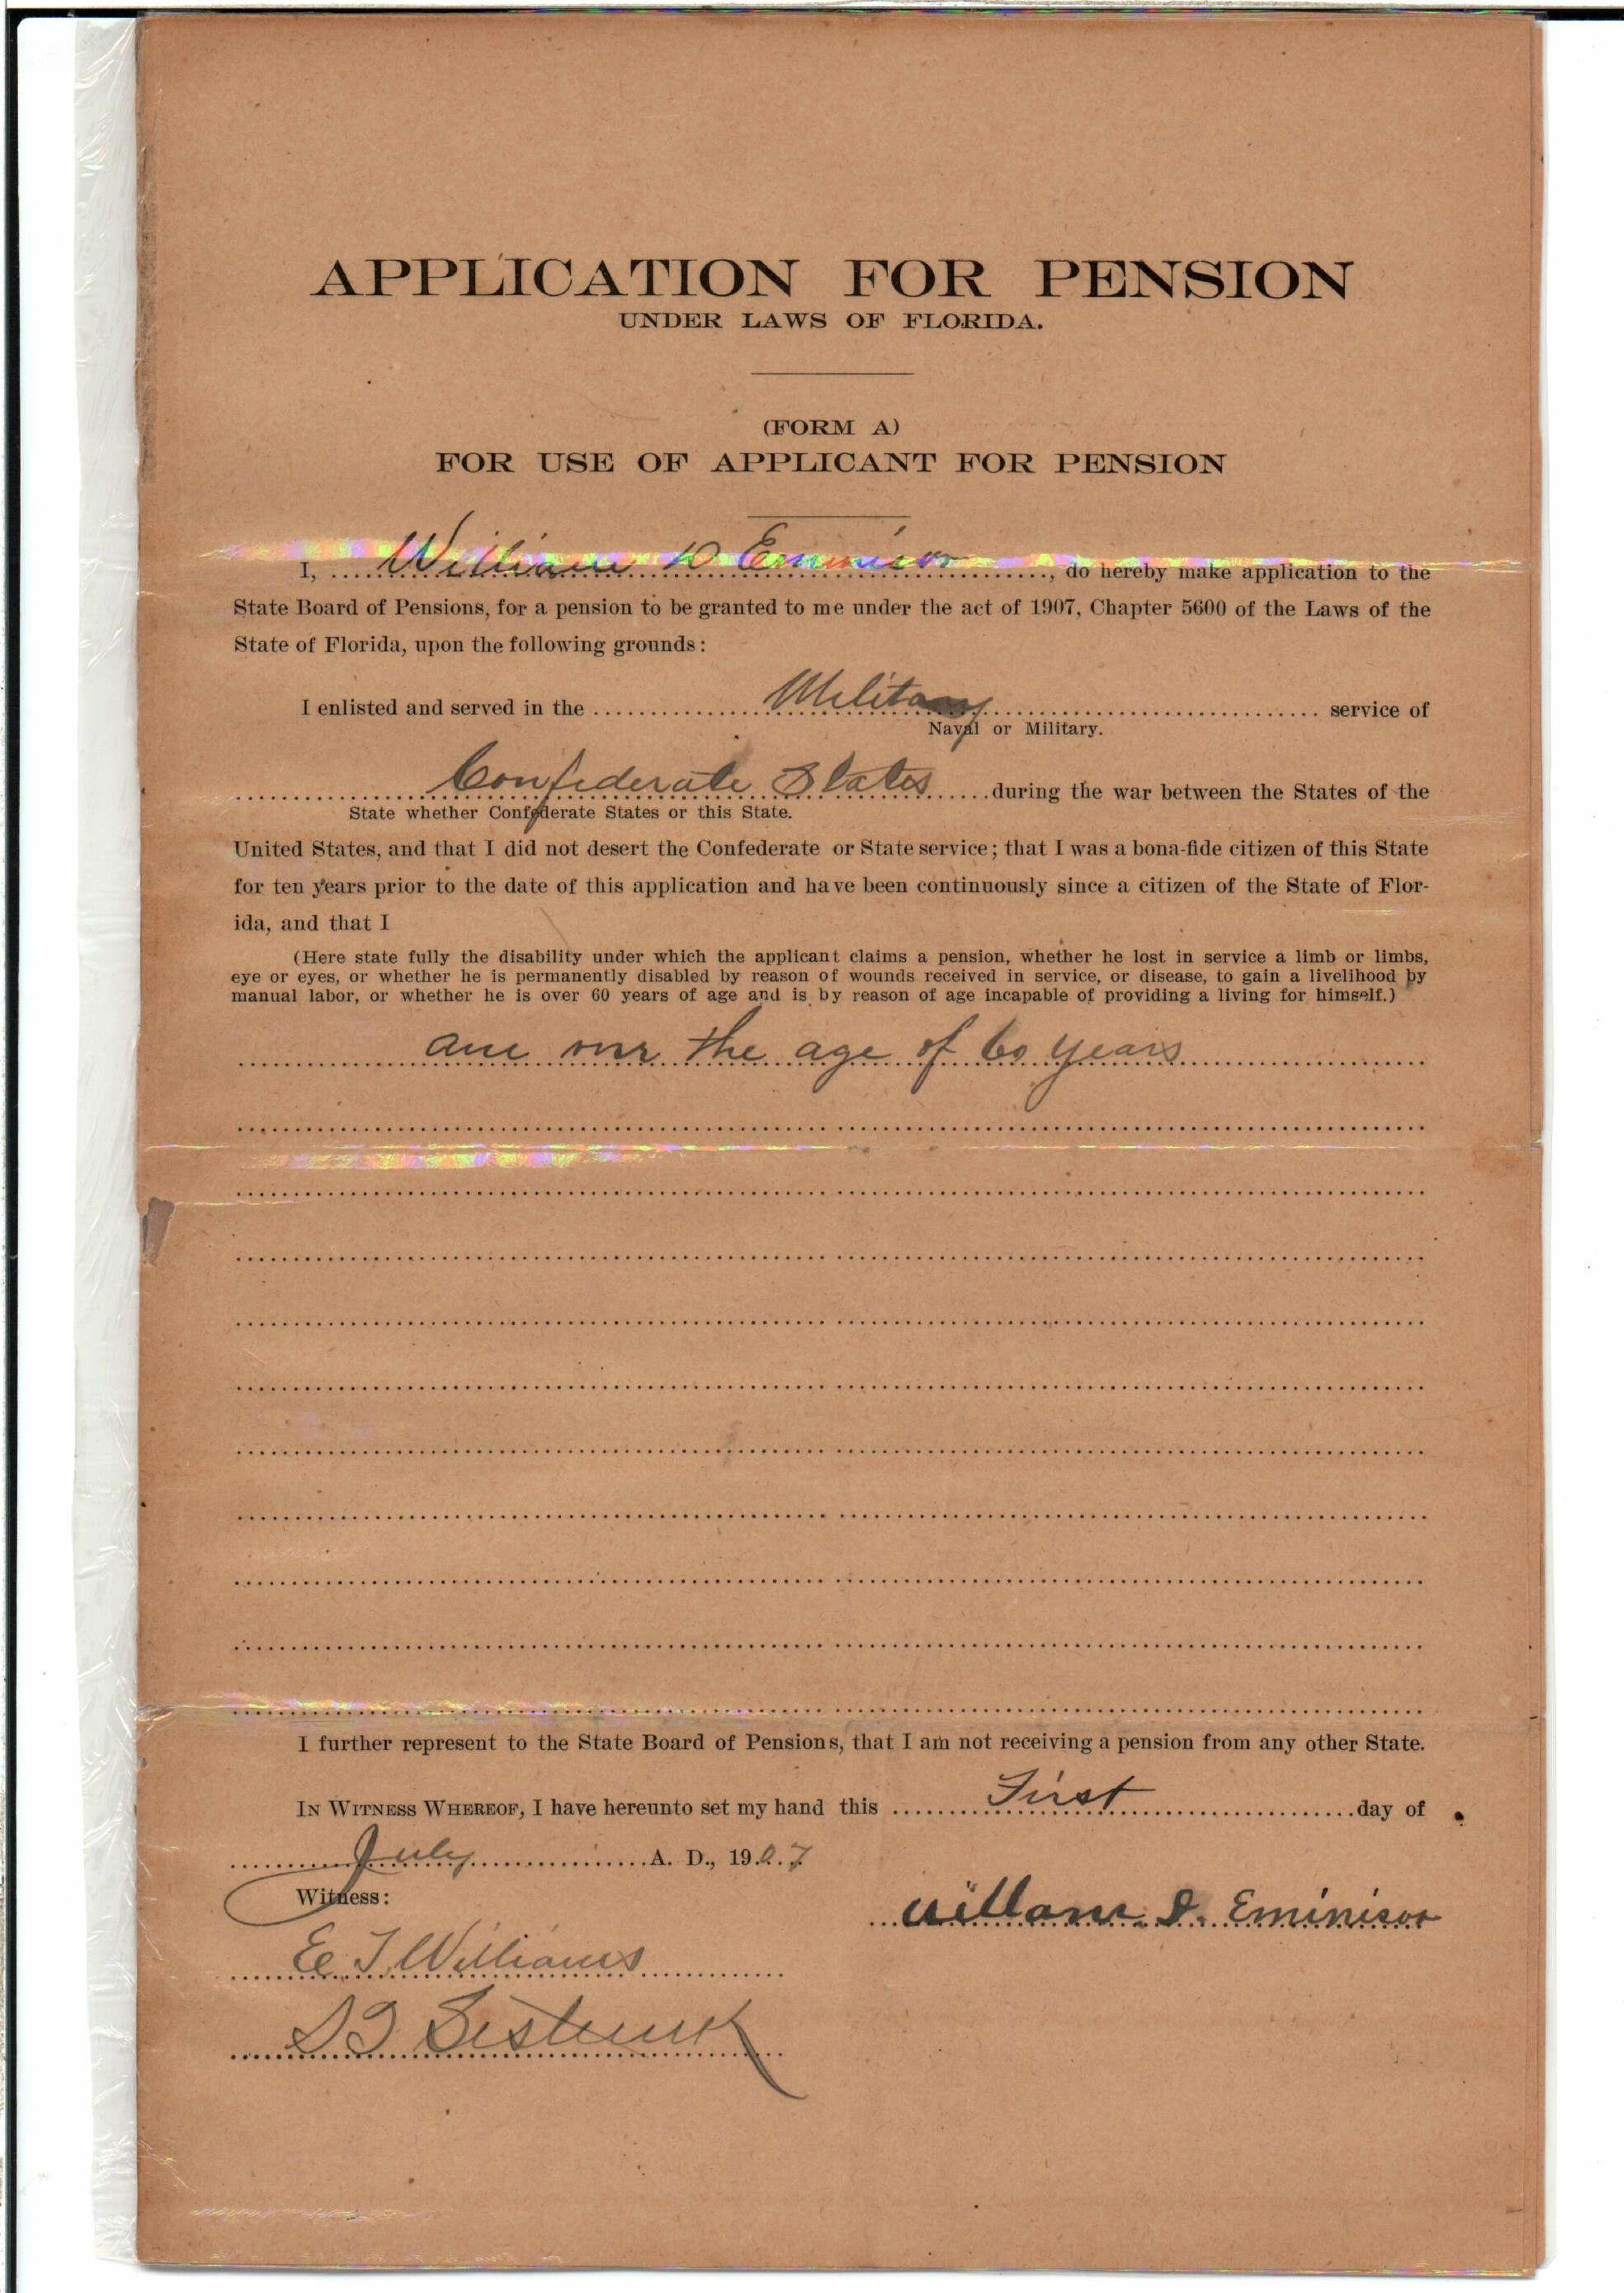 APPLICATION FOR PENSION
UNDER LAWS OF FLORIDA.
(FORM A)
FOR USE OF APPLICANT FOR PENSION
I, William D Eminisor, do hereby make application to the
State Board of Pensions, for a pension to be granted to me under the act of 1907, Chapter 5600 of the Laws of the
State of Florida, upon the following grounds:
I enlisted and served in the Military service of
Naval or Military.
Confederate States during the war between the States of the
State whether Confederate States or this State.
United States, and that I did not desert the Confederate or State service; that I was a bona-fide citizen of this State
for ten years prior to the date of this application and have been continuously since a citizen of the State of Flor-
ida, and that I
(Here state fully the disability under which the applicant claims a pension, whether he lost in service a limb or limbs,
eye or eyes, or whether he is permanently disabled by reason of wounds received in service, or disease, to gain a livelihood by
manual labor, or whether he is over 60 years of age and is by reason of age incapable of providing a living for himself.)
am over the age of 60 years
I further represent to the State Board of Pensions, that I am not receiving a pension from any other State.
IN WITNESS WHEREOF, I have hereunto set my hand this First day of
July A. D., 1907
Witness:
Willam. D. Eminisor
E. T. Williams